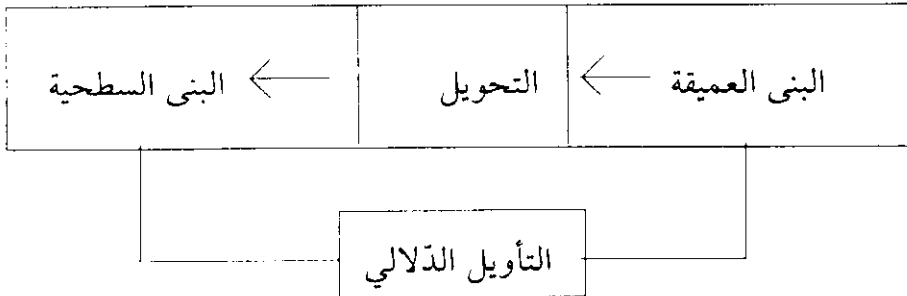 البنى العميقة ← التحويل ← البنى السطحية
التأويل الدّلالي